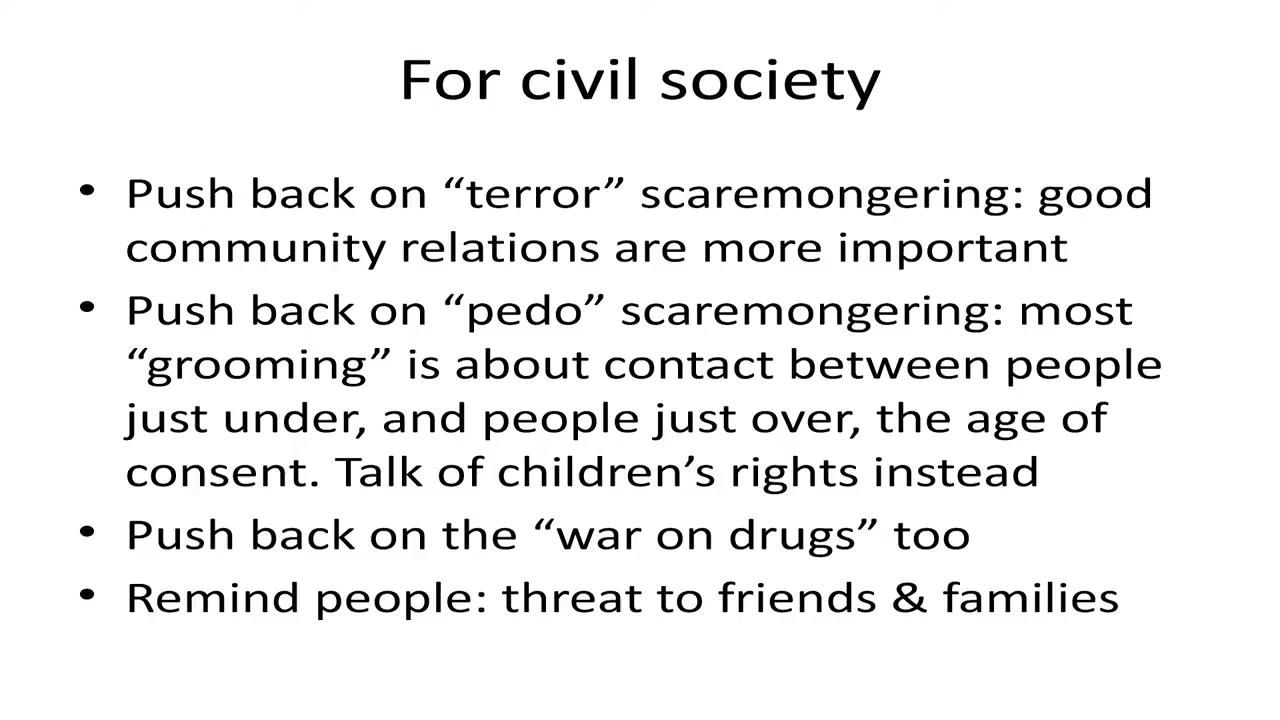 For civil society
• Push back on “terror” scaremongering: good
community relations are more important
• Push back on “pedo” scaremongering: most
“grooming” is about contact between people
just under, and people just over, the age of
consent. Talk of children’s rights instead
• Push back on the “war on drugs” too
• Remind people: threat to friends & families